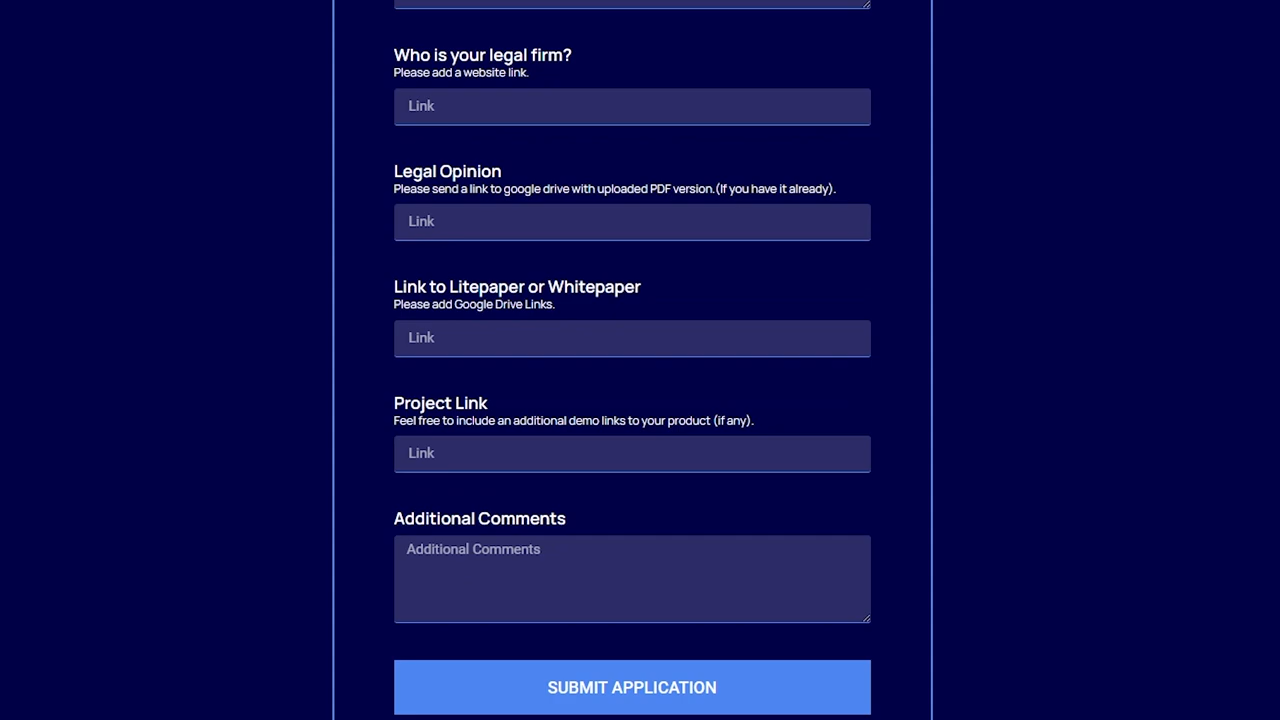 Who is your legal firm?
Please add a website link.
Link
Legal Opinion
Please send a link to google drive with uploaded PDF version.(If you have it already).
Link
Link to Litepaper or Whitepaper
Please add Google Drive Links.
Link
Project Link
Feel free to include an additional demo links to your product (if any).
Link
Additional Comments
Additional Comments
SUBMIT APPLICATION